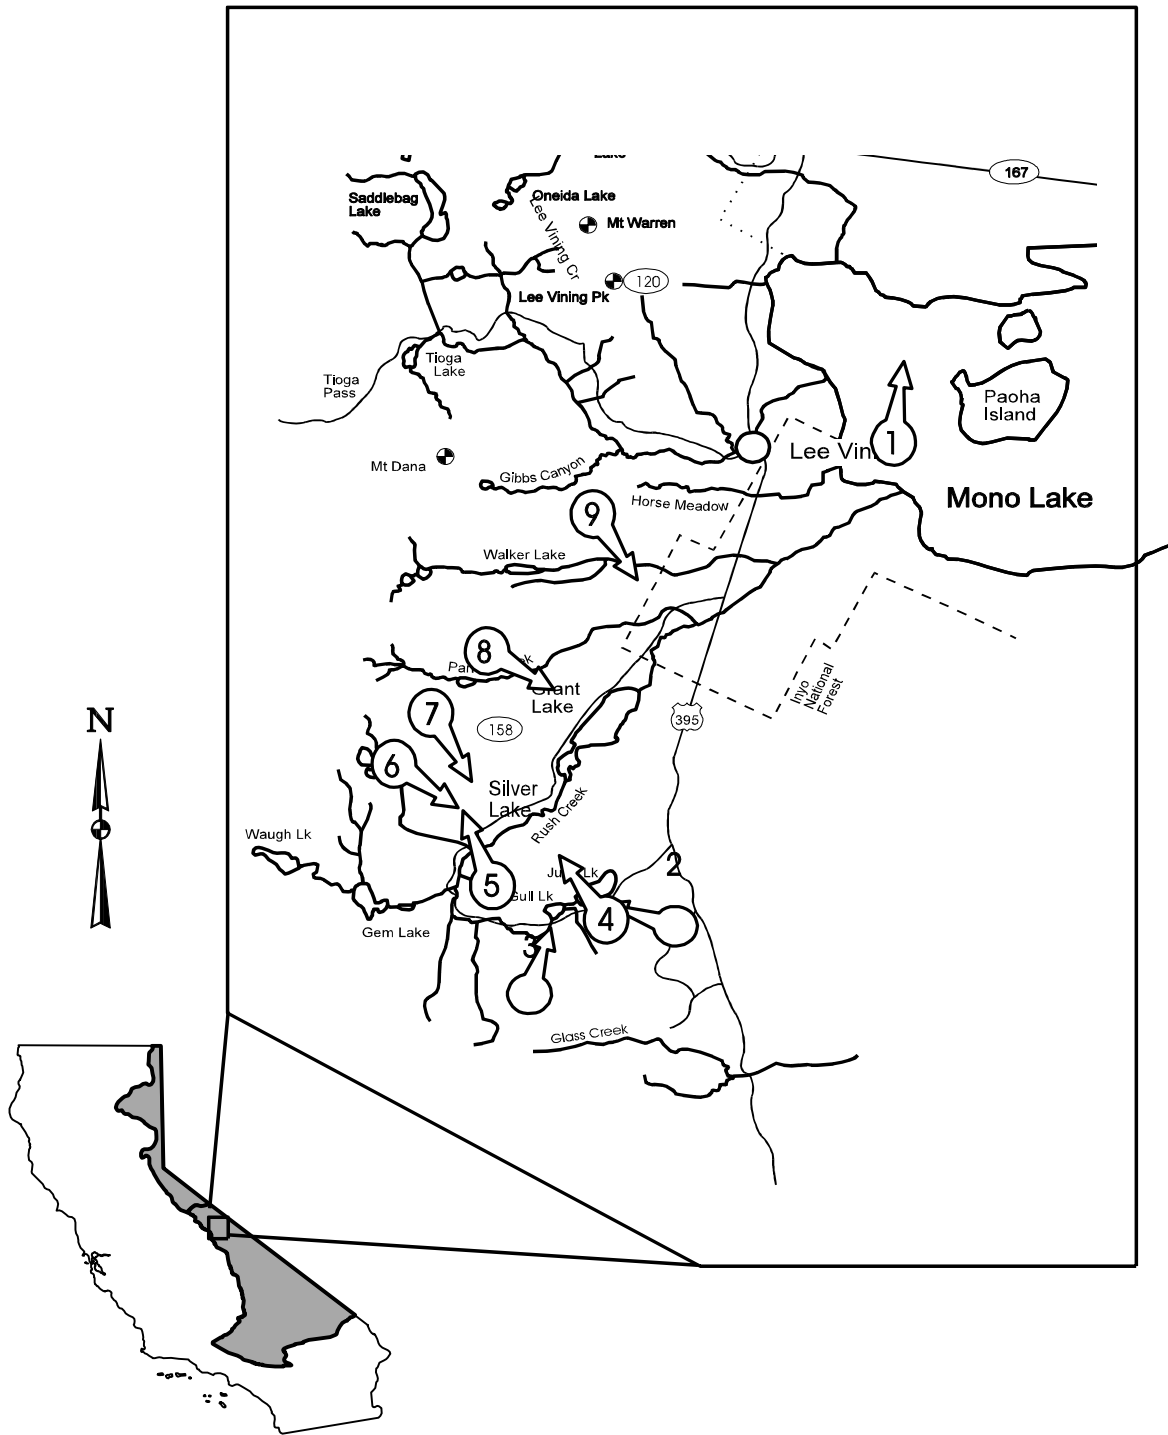 Lake
167
Saddlebag
Lake
Oneida Lake
Lee Vining Cr
Mt Warren
120
Lee Vining Pk
Tioga
Lake
Tioga
Pass
Paoha
Island
1
Lee Vin
Mt Dana
Gibbs Canyon
Horse Meadow
Mono Lake
9
Walker Lake
8
Grant
Lake
Inyo
National
Forest
7
158
395
6
Silver
Lake
Rush Creek
N
Waugh Lk
2
5
Gull Lk
4
Gem Lake
3
Glass Creek